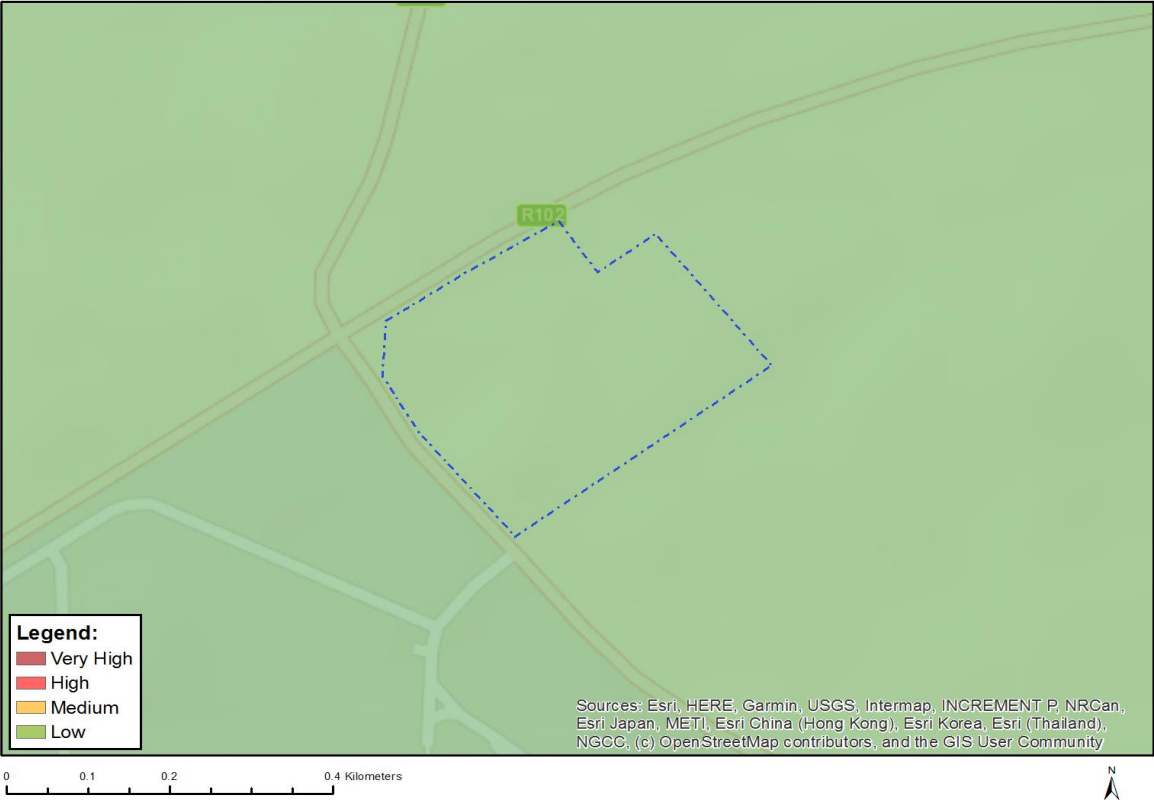 R102
Legend:
Very High
High
Medium
Low
Sources: Esri, HERE, Garmin, USGS, Intermap, INCREMENT P, NRCan,
Esri Japan, METI, Esri China (Hong Kong), Esri Korea, Esri (Thailand),
NGCC, (c) OpenStreetMap contributors, and the GIS User Community
0 0.1 0.2 0.4 Kilometers
N